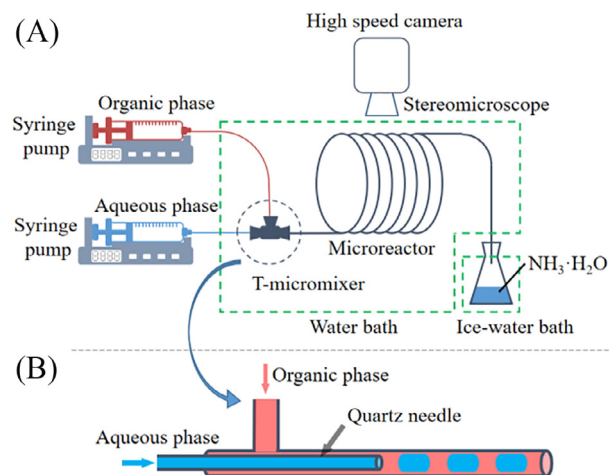 (A)
High speed camera
Organic phase
Stereomicroscope
Syringe
pump
Aqueous phase
Syringe
pump
Microreactor
T-micromixer
NH₃·H₂O
Water bath
Ice-water bath
(B)
Organic phase
Quartz needle
Aqueous phase